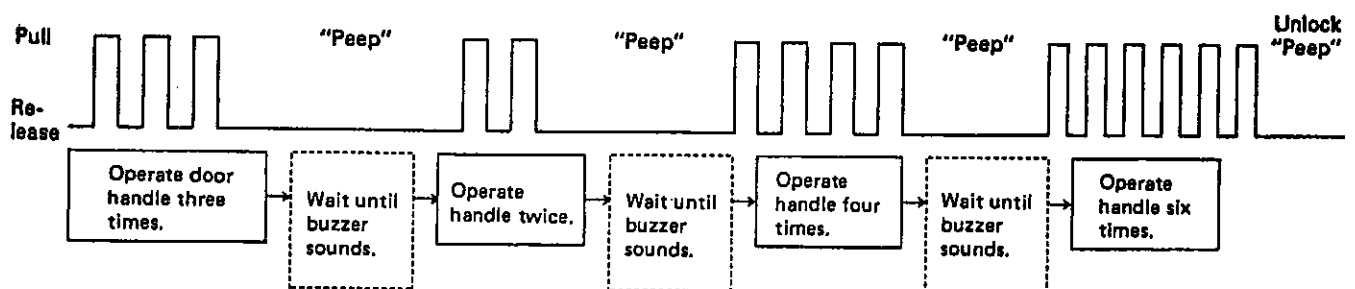 Pull
"Peep"
"Peep"
"Peep"
Unlock
"Peep"
Re-
lease
Operate door
handle three
times.
Wait until
buzzer
sounds.
Operate
handle twice.
Wait until
buzzer
sounds.
Operate
handle four
times.
Wait until
buzzer
sounds.
Operate
handle six
times.